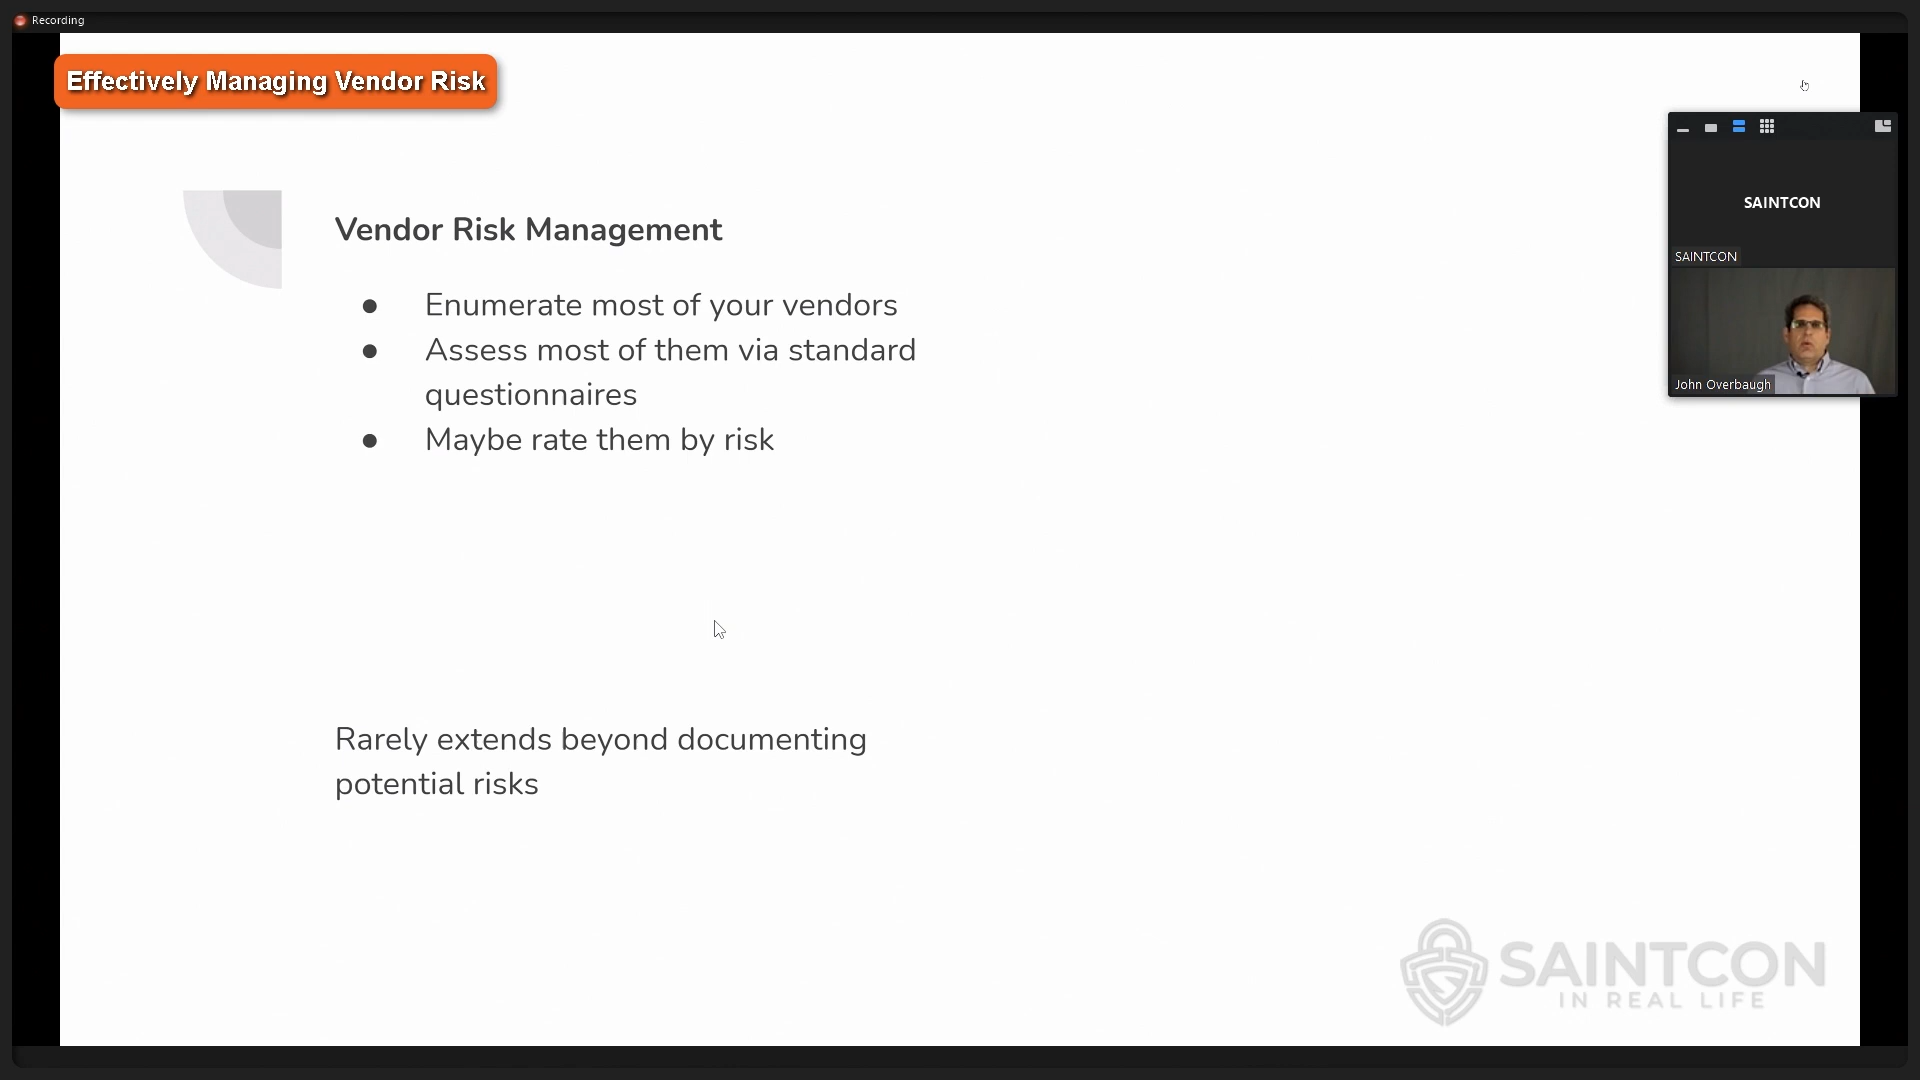 Recording
Effectively Managing Vendor Risk
Vendor Risk Management
● Enumerate most of your vendors
● Assess most of them via standard
questionnaires
● Maybe rate them by risk
Rarely extends beyond documenting
potential risks
SAINTCON
SAINTCON
John Overbaugh
SAINTCON
IN REAL LIFE